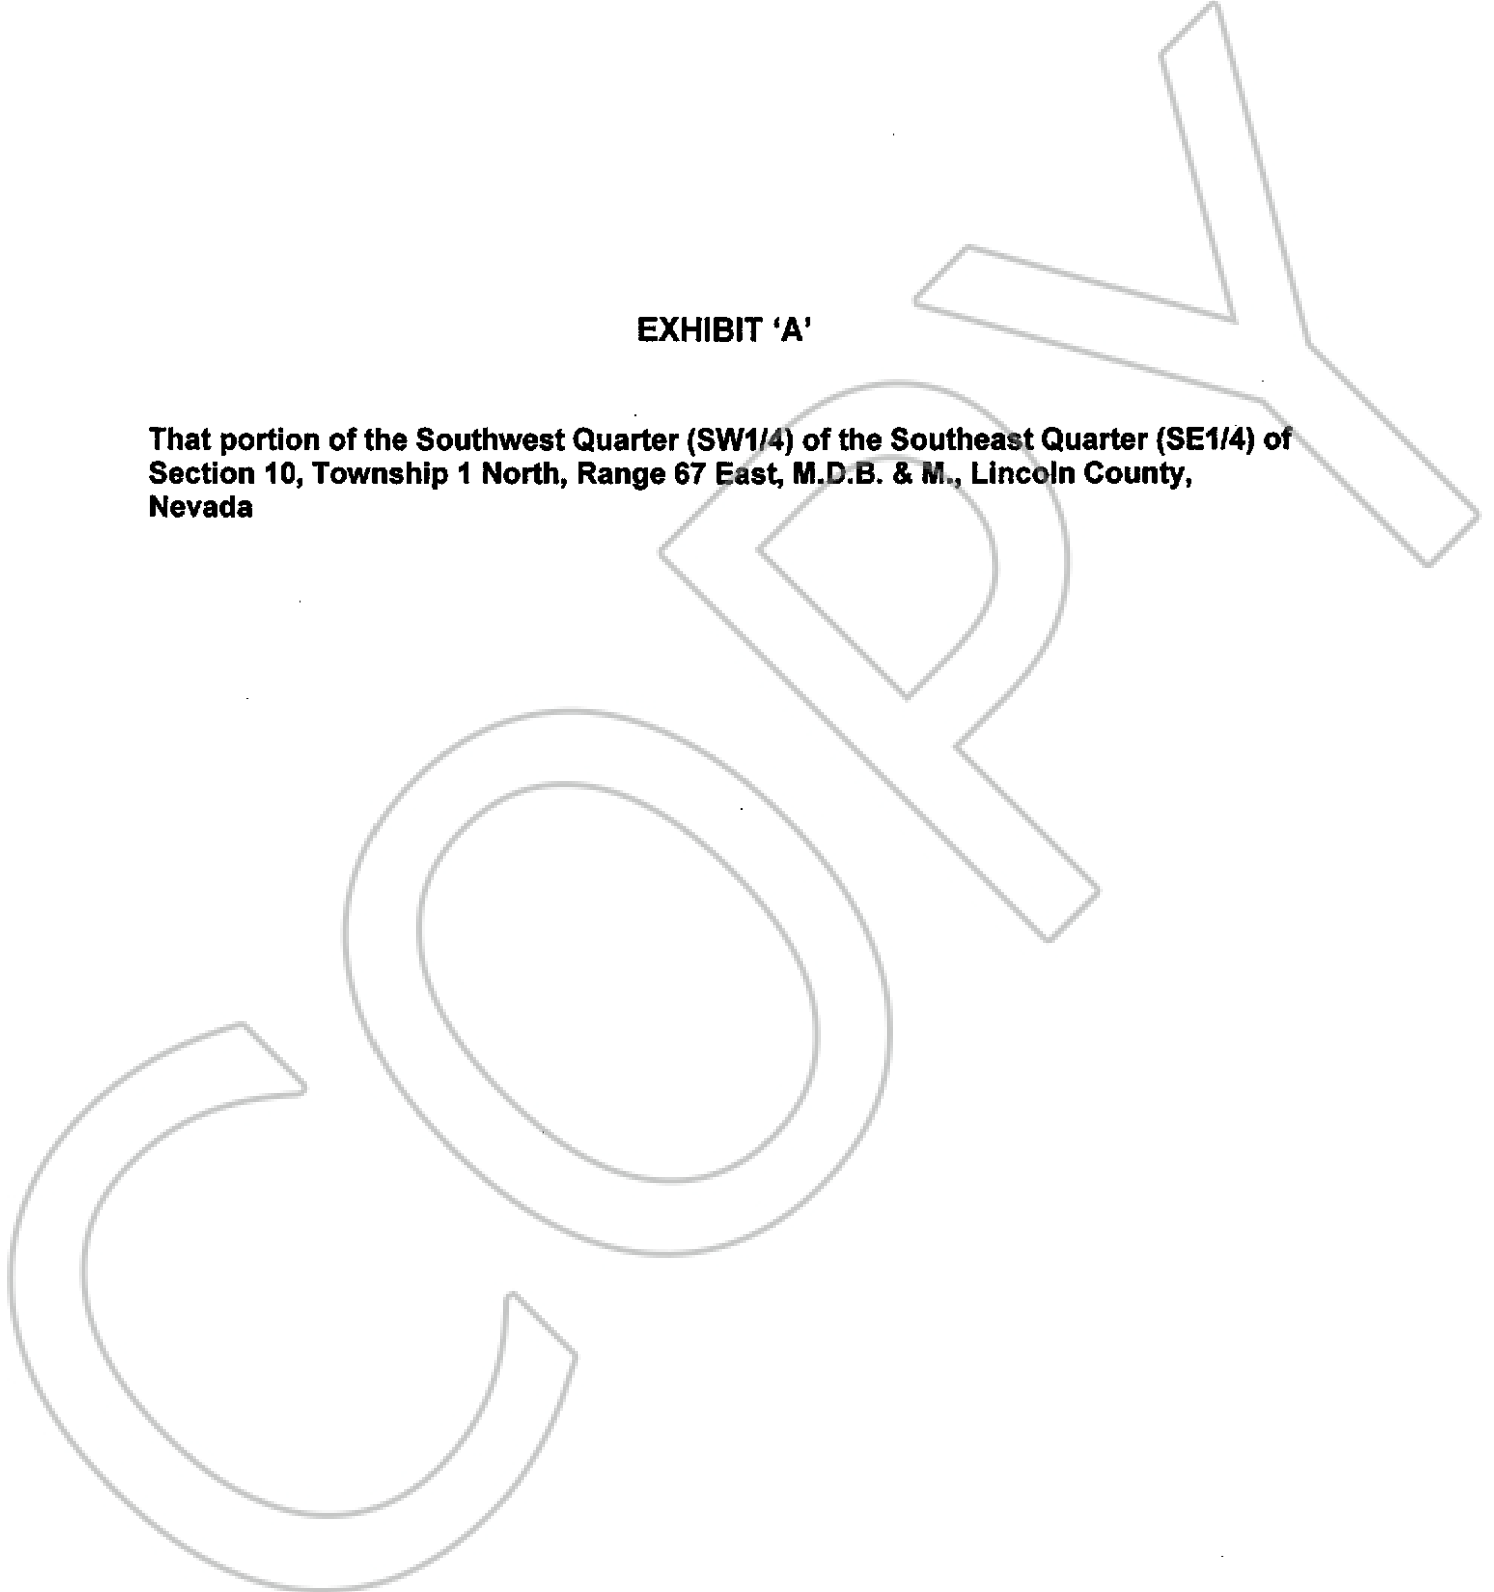 EXHIBIT ‘A’
That portion of the Southwest Quarter (SW1/4) of the Southeast Quarter (SE1/4) of
Section 10, Township 1 North, Range 67 East, M.D.B. & M., Lincoln County,
Nevada
COPY